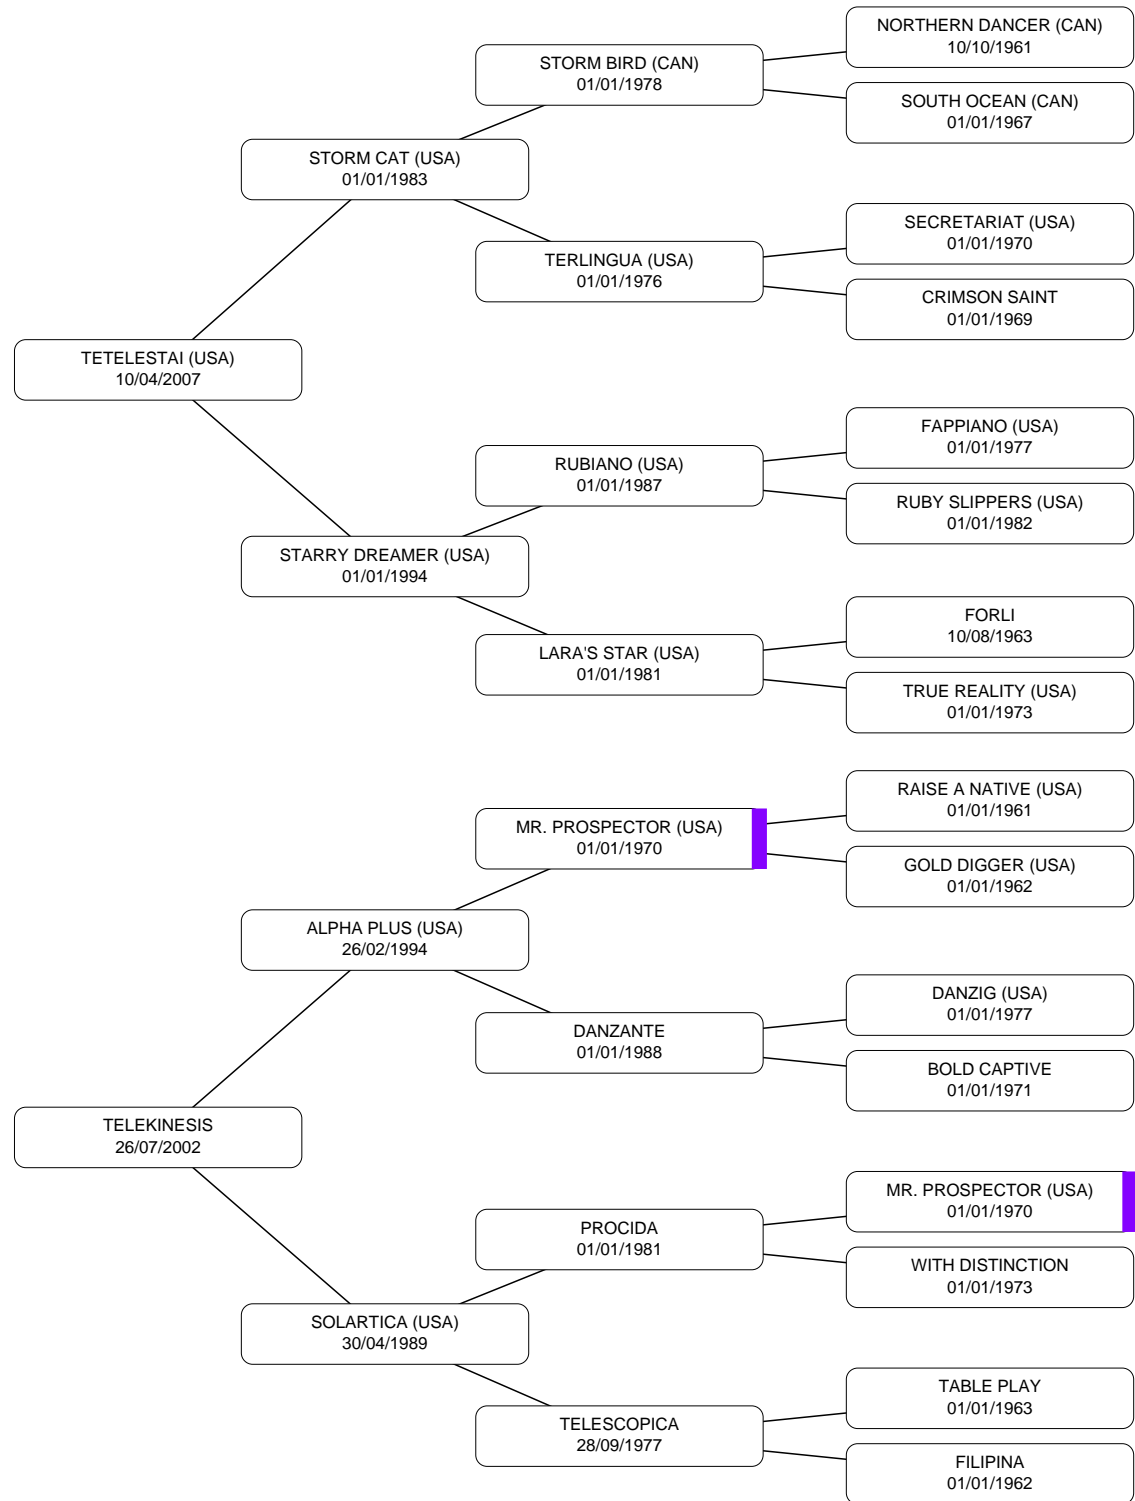 NORTHERN DANCER (CAN)
10/10/1961
STORM BIRD (CAN)
01/01/1978
SOUTH OCEAN (CAN)
01/01/1967
STORM CAT (USA)
01/01/1983
SECRETARIAT (USA)
01/01/1970
TERLINGUA (USA)
01/01/1976
CRIMSON SAINT
01/01/1969
TETELESTAI (USA)
10/04/2007
FAPPIANO (USA)
01/01/1977
RUBIANO (USA)
01/01/1987
RUBY SLIPPERS (USA)
01/01/1982
STARRY DREAMER (USA)
01/01/1994
FORLI
10/08/1963
LARA'S STAR (USA)
01/01/1981
TRUE REALITY (USA)
01/01/1973
RAISE A NATIVE (USA)
01/01/1961
MR. PROSPECTOR (USA)
01/01/1970
GOLD DIGGER (USA)
01/01/1962
ALPHA PLUS (USA)
26/02/1994
DANZIG (USA)
01/01/1977
DANZANTE
01/01/1988
BOLD CAPTIVE
01/01/1971
TELEKINESIS
26/07/2002
MR. PROSPECTOR (USA)
01/01/1970
PROCIDA
01/01/1981
WITH DISTINCTION
01/01/1973
SOLARTICA (USA)
30/04/1989
TABLE PLAY
01/01/1963
TELESCOPICA
28/09/1977
FILIPINA
01/01/1962